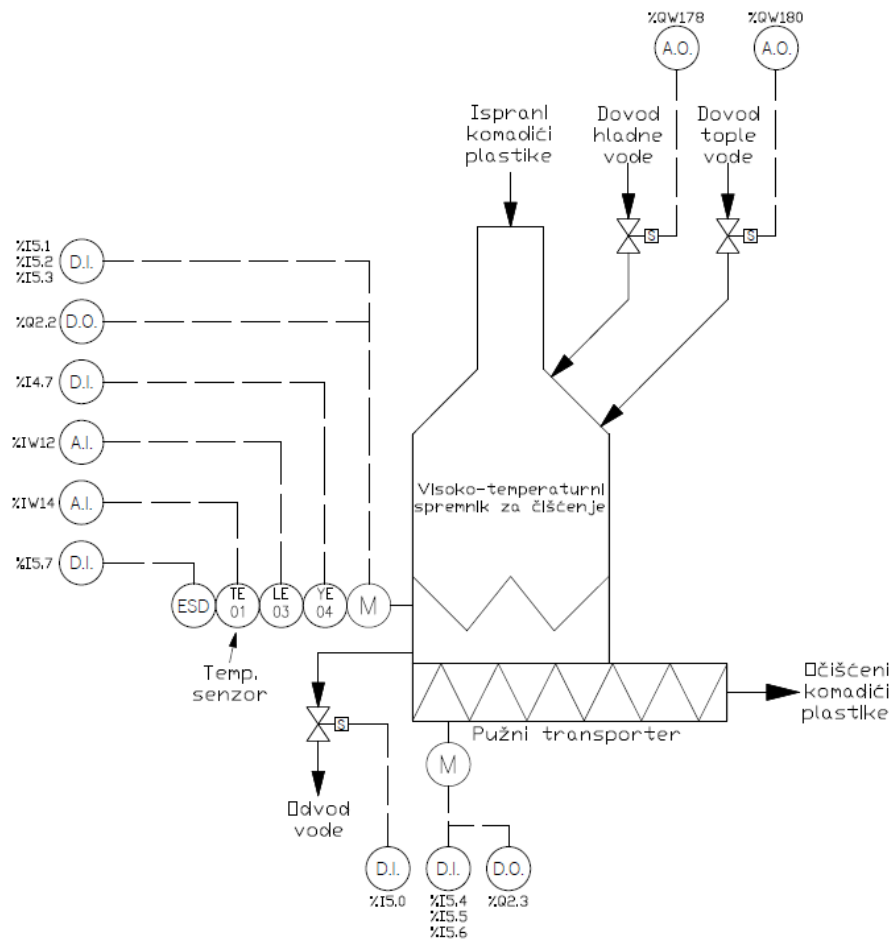 %QW178
%QW180
A.O.
A.O.
Isprani
komadići
plastike
Dovod
hladne
vode
Dovod
tople
vode
S
S
%I5.1
%I5.2
%I5.3
D.I.
%Q2.2
D.O.
%I4.7
D.I.
%IW12
A.I.
%IW14
A.I.
%I5.7
D.I.
Visoko-temperaturni
spremnik za čišćenje
ESD
TE
01
LE
03
YE
04
M
Temp.
senzor
S
Pužni transporter
M
□čišćeni
komadići
plastike
□dvod
vode
D.I.
%I5.0
D.I.
%I5.4
%I5.5
%I5.6
D.O.
%Q2.3